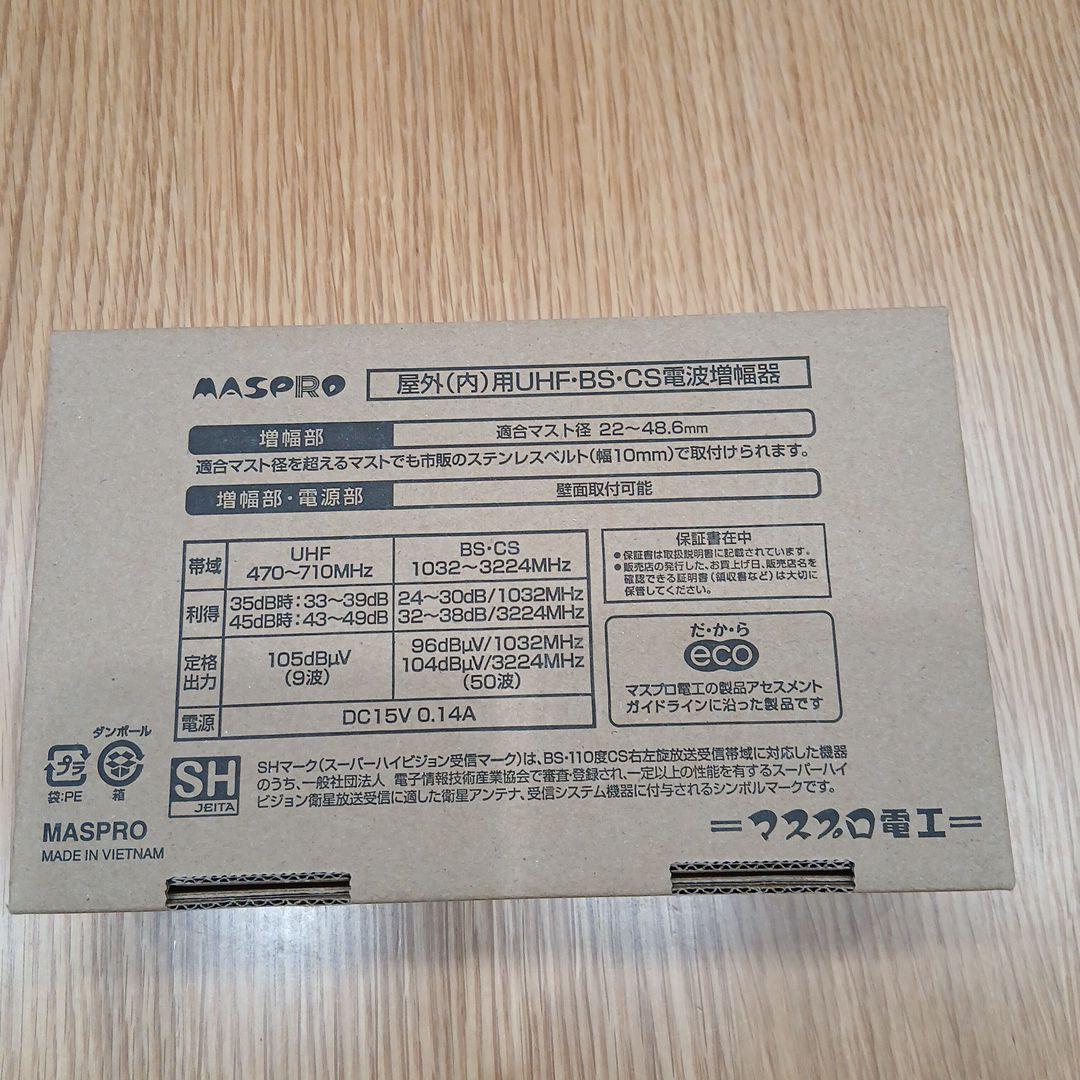 MASPRO
屋外(内)用UHF・BS・CS電波増幅器
増幅部 適合マスト径 22〜48.6mm
適合マスト径を超えるマストでも市販のステンレスベルト(幅10mm)で取付けられます。
増幅部・電源部 壁面取付可能
帯域 UHF 470〜710MHz BS・CS 1032〜3224MHz
利得 35dB時:33〜39dB 24〜30dB/1032MHz
45dB時:43〜49dB 32〜38dB/3224MHz
定格出力 105dBμV (9波) 96dBμV/1032MHz
104dBμV/3224MHz
(50波)
電源 DC15V 0.14A
保証書在中
●保証書は取扱説明書に記載されています。
●販売店の発行した、お買上げ日、販売店名を
確認できる証明書(領収書など)は大切に
保管してください。
だ・か・ら
eco
マスプロ電工の製品アセスメント
ガイドラインに沿った製品です
ダンボール
プラ
袋:PE
箱
SH
JEITA
SHマーク(スーパーハイビジョン受信マーク)は、BS・110度CS右左旋放送受信帯域に対応した機器
のうち、一般社団法人 電子情報技術産業協会で審査・登録され、一定以上の性能を有するスーパーハイ
ビジョン衛星放送受信に適した衛星アンテナ、受信システム機器に付与されるシンボルマークです。
MASPRO
MADE IN VIETNAM
=マスプロ電工=